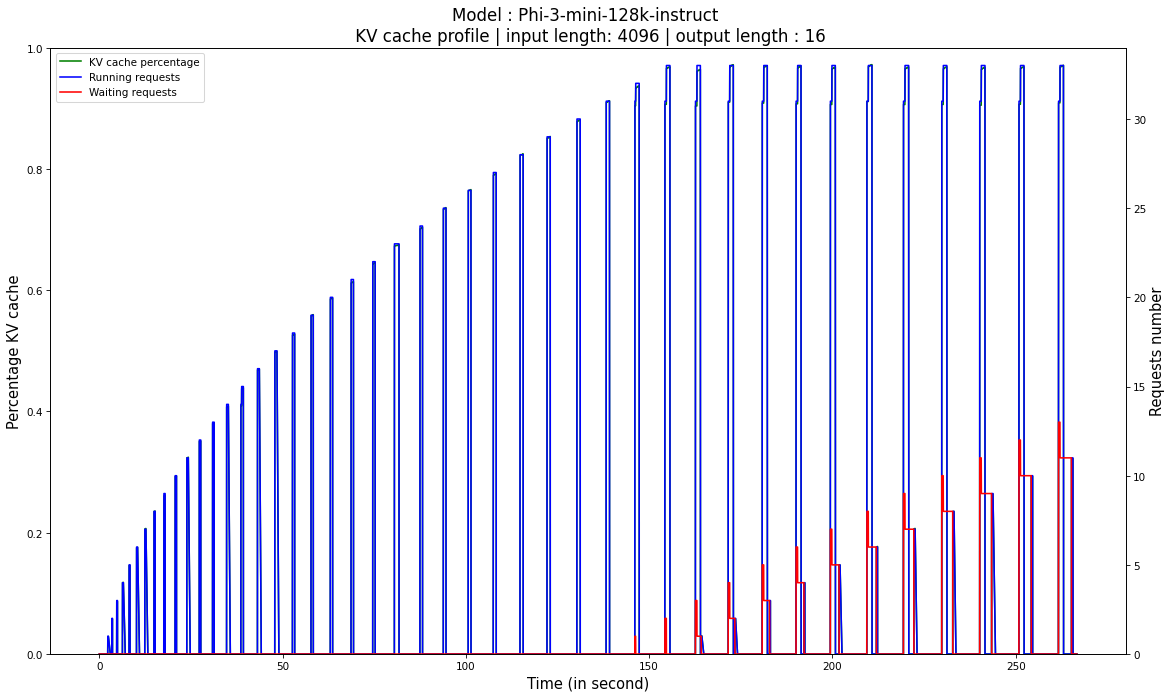 Model : Phi-3-mini-128k-instruct
KV cache profile | input length: 4096 | output length : 16
KV cache percentage
Running requests
Waiting requests
Percentage KV cache
1.0
0.8
0.6
0.4
0.2
0.0
0
50
100
150
200
250
Time (in second)
30
25
20
15
10
5
0
Requests number